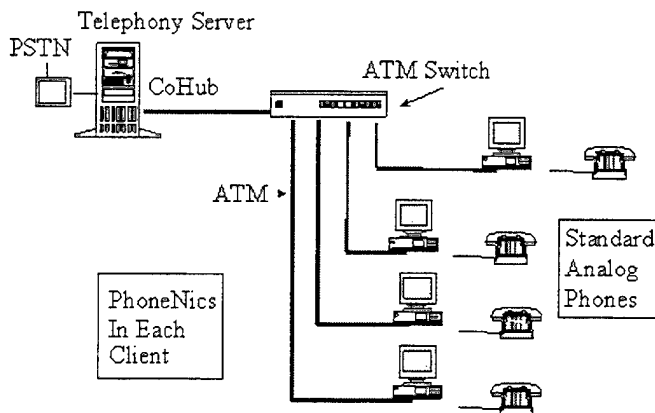 Telephony Server
PSTN
CoHub
ATM Switch
ATM
Standard
Analog
Phones
PhoneNics
In Each
Client